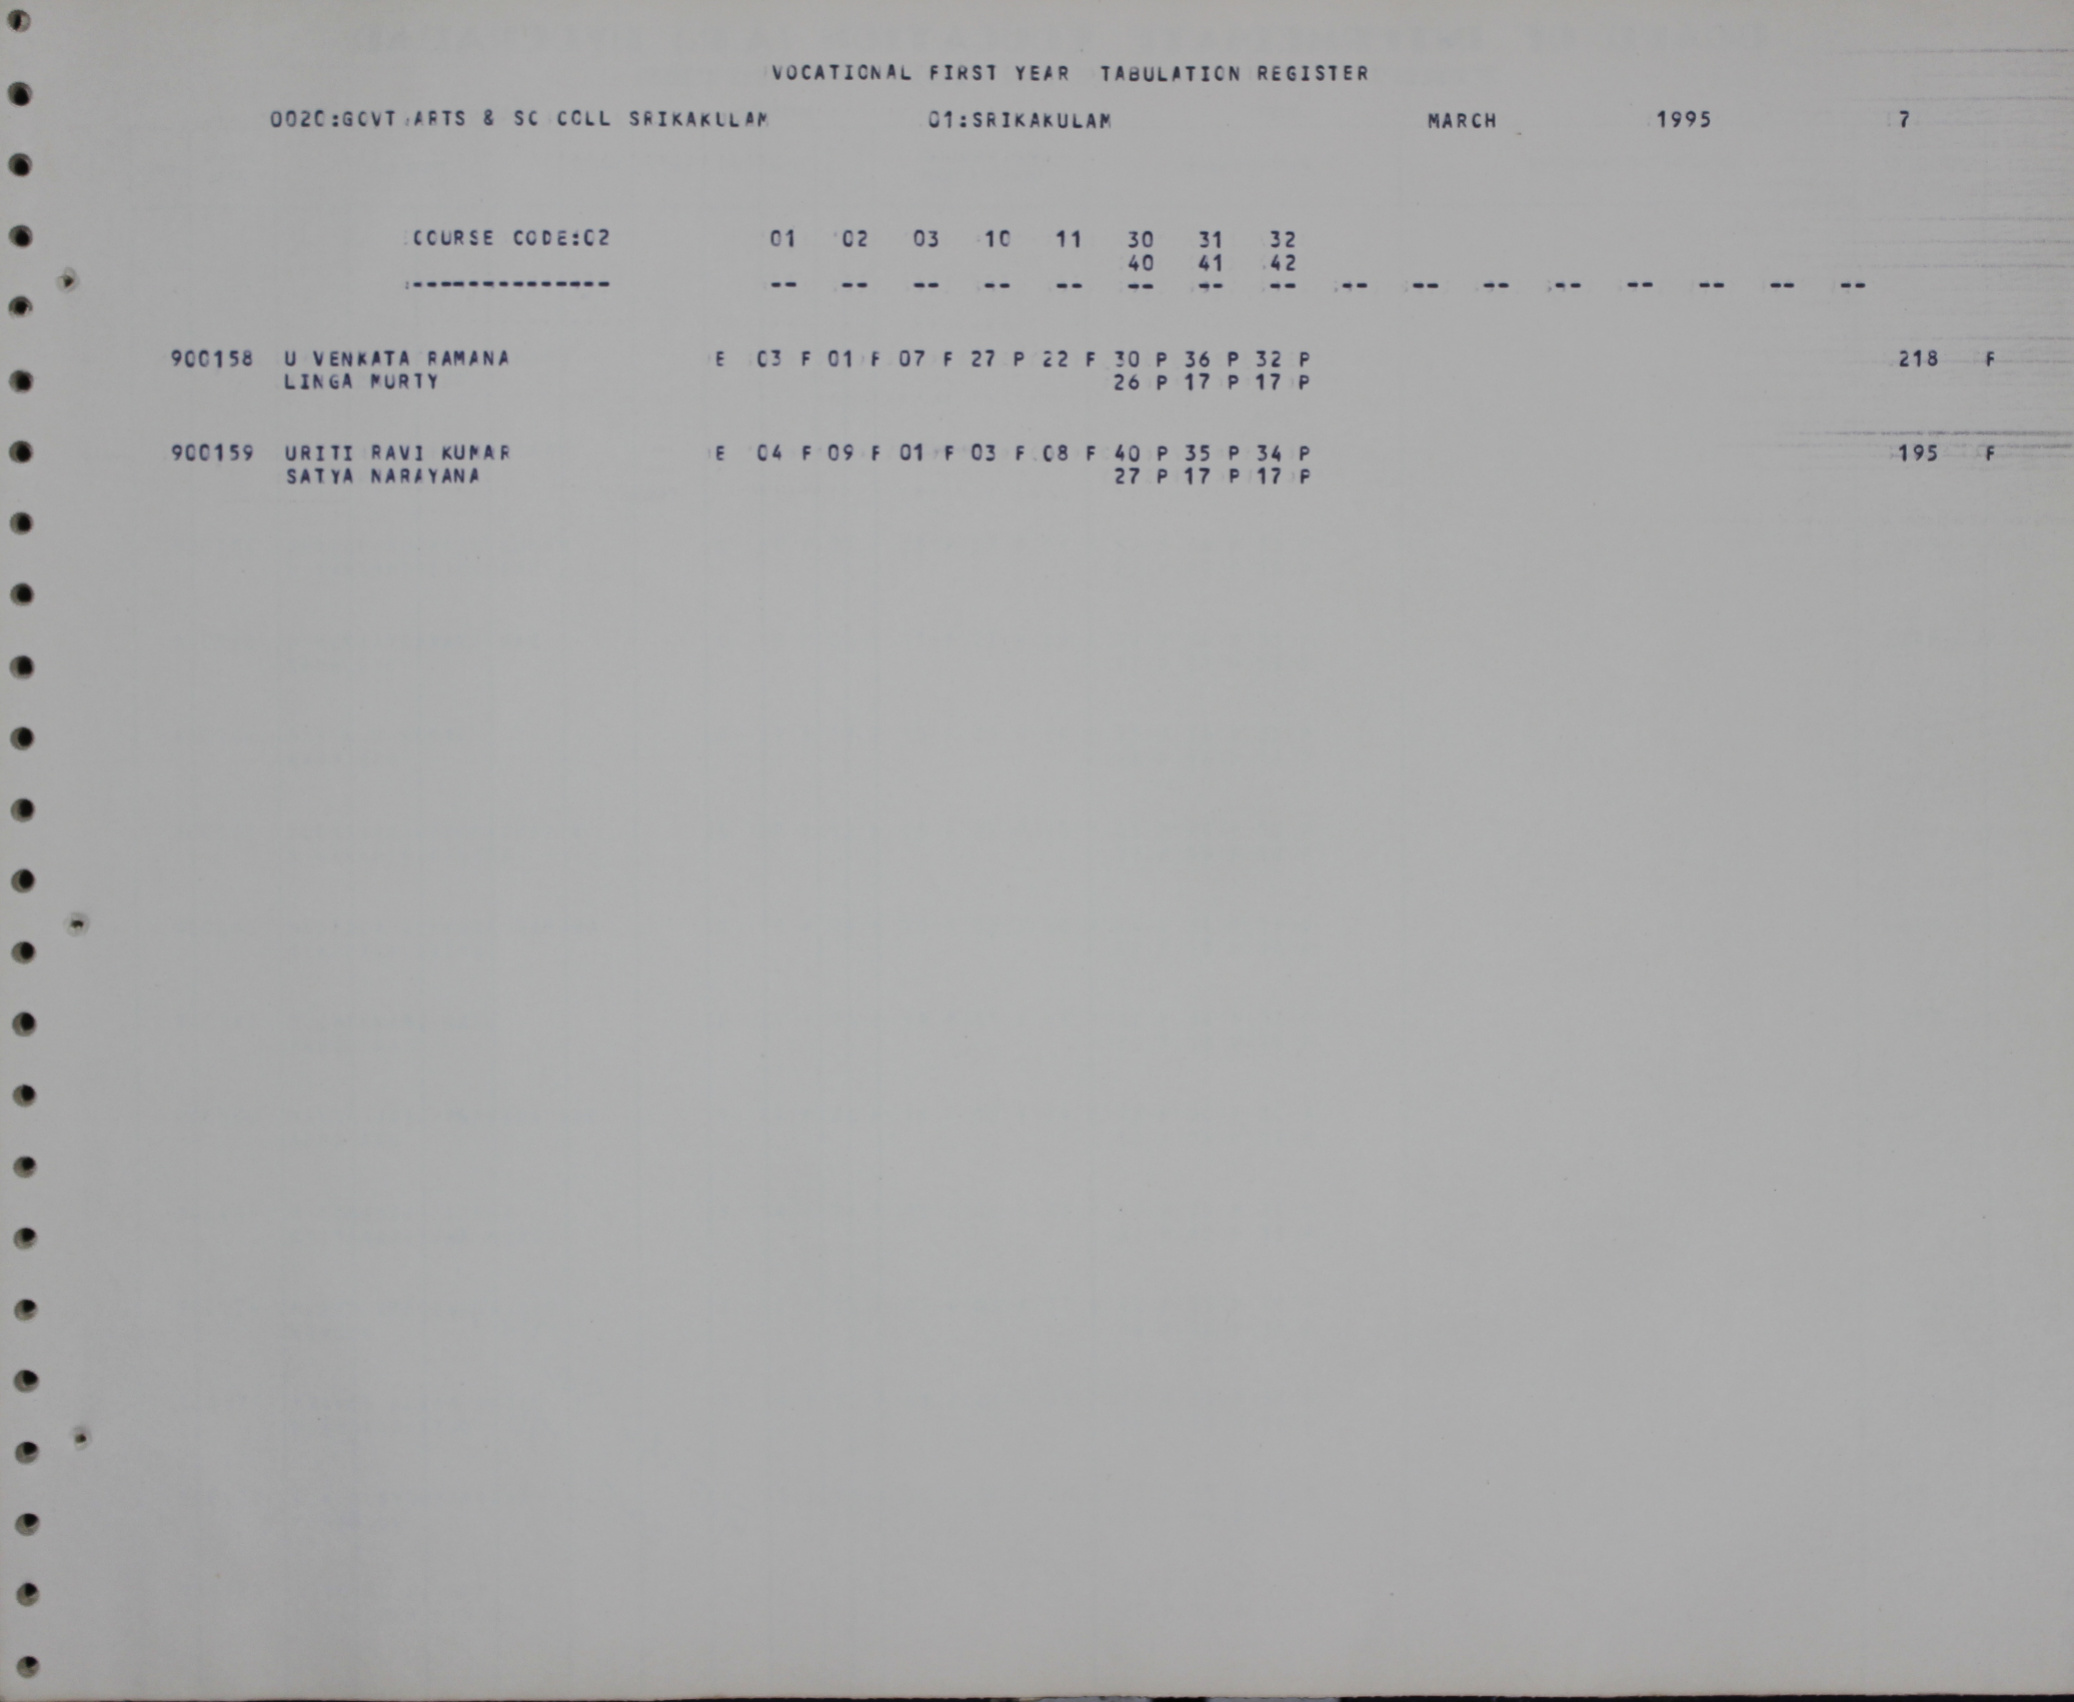 VOCATIONAL FIRST YEAR TABULATION REGISTER
0020:GOVT ARTS & SC COLL SRIKAKULAM 01:SRIKAKULAM MARCH 1995 7
COURSE CODE:02 01 02 03 10 11 30 31 32
40 41 42
-------------- -- -- -- -- -- -- -- -- -- -- -- -- -- -- -- --
900158 U VENKATA RAMANA E 03 F 01 F 07 F 27 P 22 F 30 P 36 P 32 P 218 F
LINGA MURTY 26 P 17 P 17 P
900159 URITI RAVI KUMAR E 04 F 09 F 01 F 03 F 08 F 40 P 35 P 34 P 195 F
SATYA NARAYANA 27 P 17 P 17 P